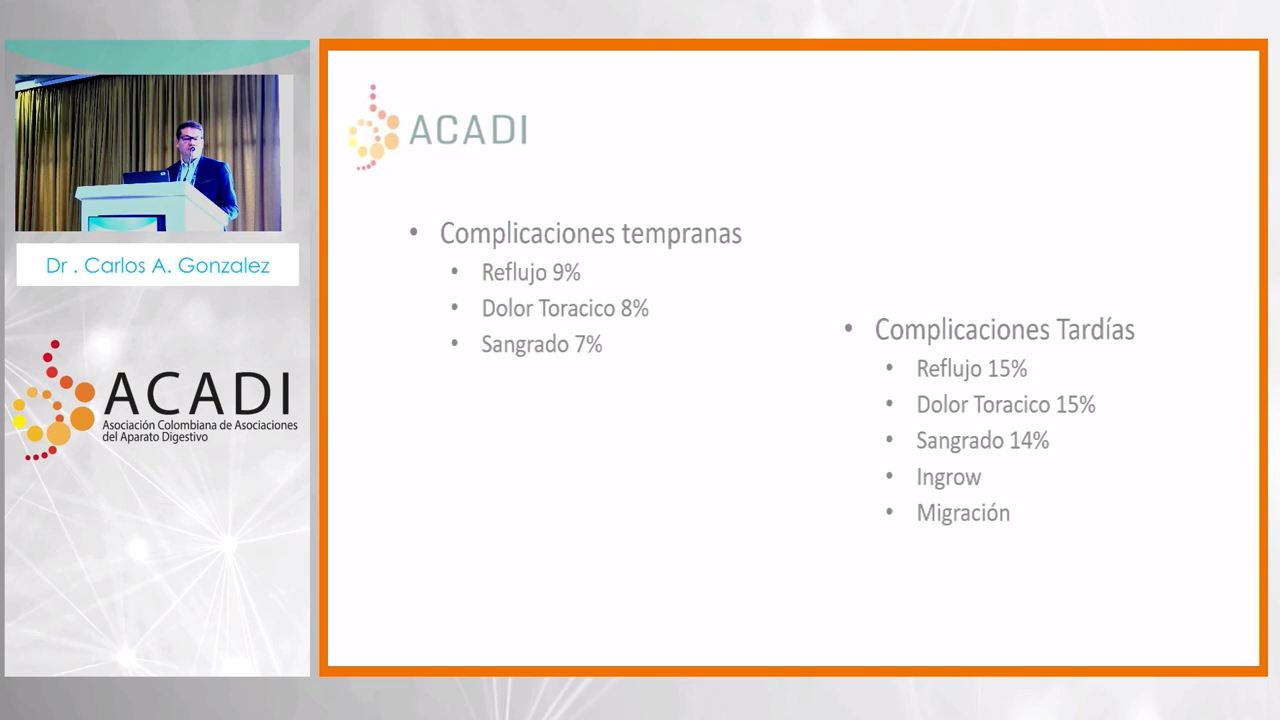 Dr . Carlos A. Gonzalez
ACADI
Asociación Colombiana de Asociaciones
del Aparato Digestivo
ACADI
• Complicaciones tempranas
• Reflujo 9%
• Dolor Toracico 8%
• Sangrado 7%
• Complicaciones Tardías
• Reflujo 15%
• Dolor Toracico 15%
• Sangrado 14%
• Ingrow
• Migración